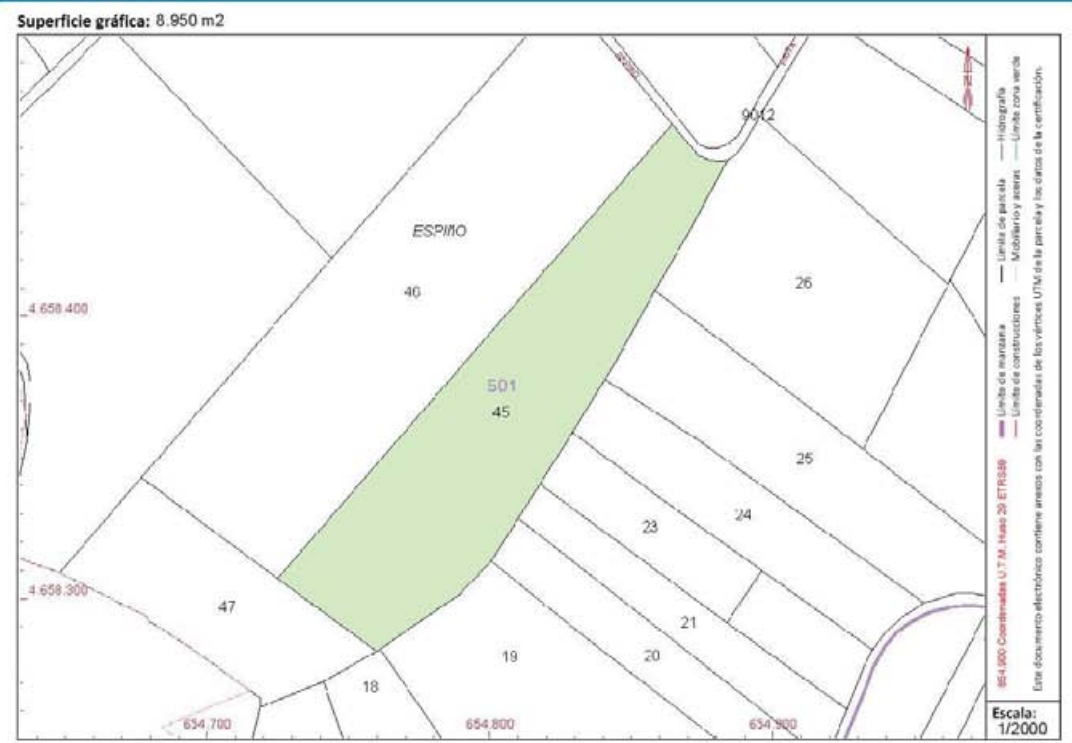 Superficie gráfica: 8.950 m2
9012
ESPIÑO
46
26
4.658.400
501
45
25
24
23
4.658.300
47
21
20
19
18
654.700
654.800
654.900
654.900 Coordenadas U.T.M. Huso 29 ETRS89
Límite de manzana
Límite de parcela
Hidrografía
Límite de construcciones
Mobiliario y aceras
Límite zona verde
Este documento electrónico contiene anexos con las coordenadas de los vértices UTM de la parcela y los datos de la certificación.
Escala:
1/2000